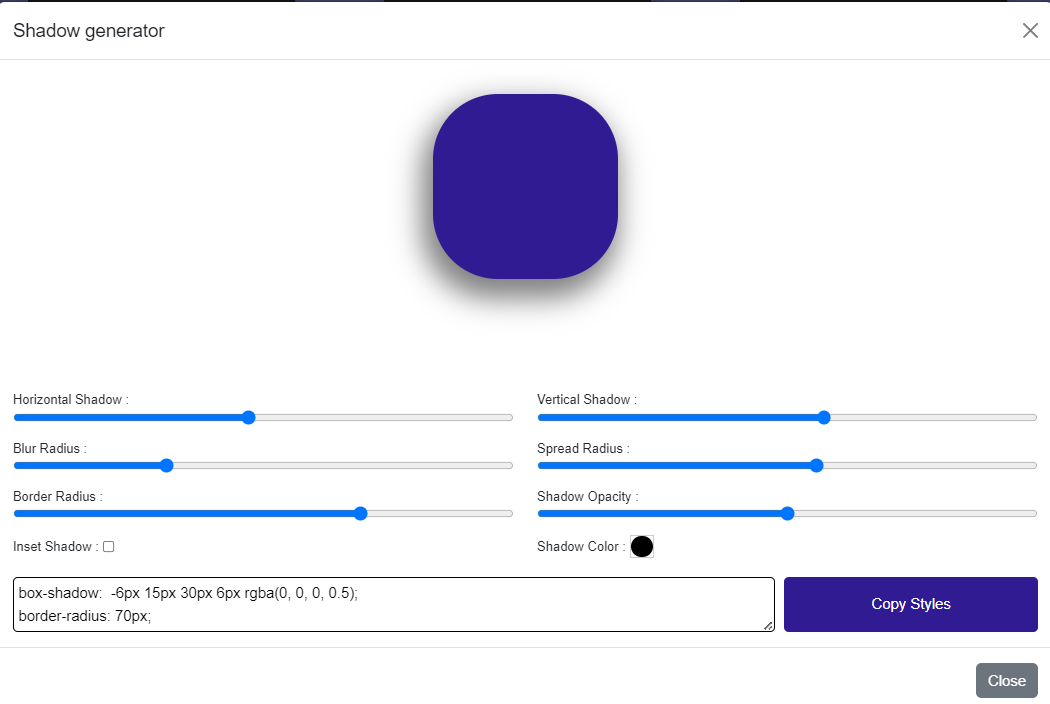 Shadow generator
Horizontal Shadow :
Vertical Shadow :
Blur Radius :
Spread Radius :
Border Radius :
Shadow Opacity :
Inset Shadow :
Shadow Color :
box-shadow:  -6px 15px 30px 6px rgba(0, 0, 0, 0.5);
border-radius: 70px;
Copy Styles
Close